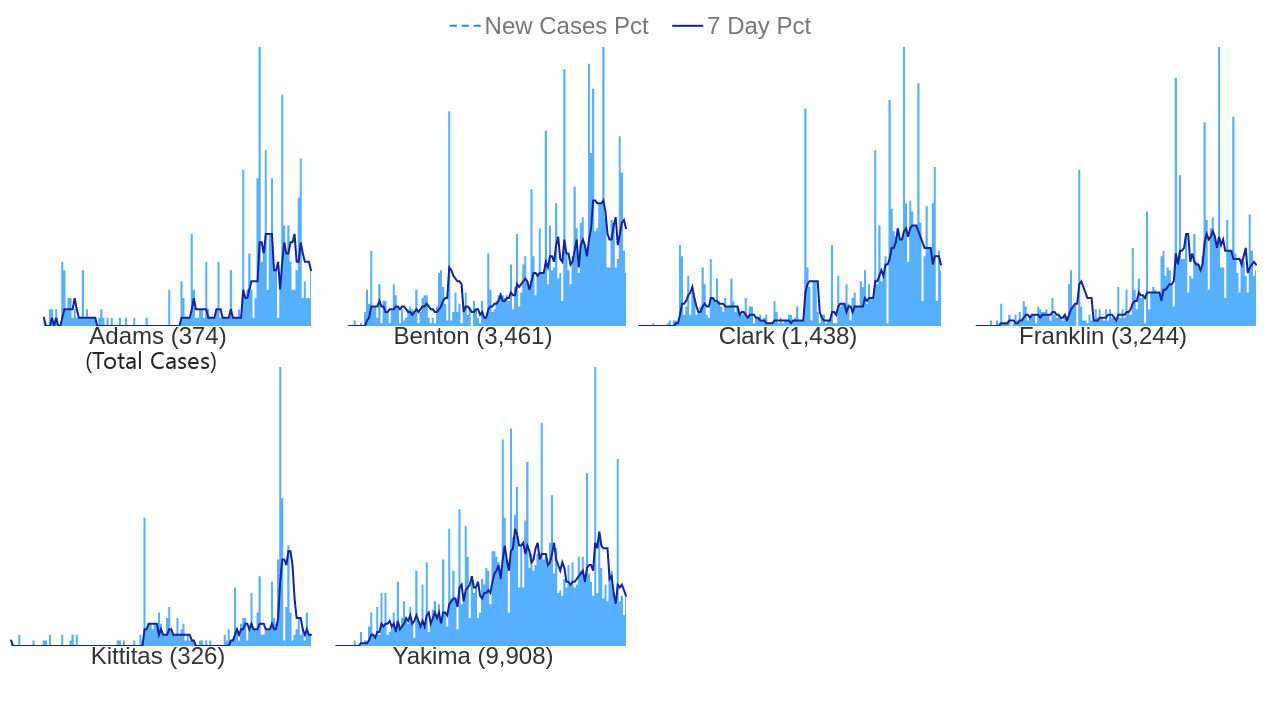 New Cases Pct 7 Day Pct
Adams (374) Benton (3,461) Clark (1,438) Franklin (3,244)
(Total Cases)
Kittitas (326) Yakima (9,908)